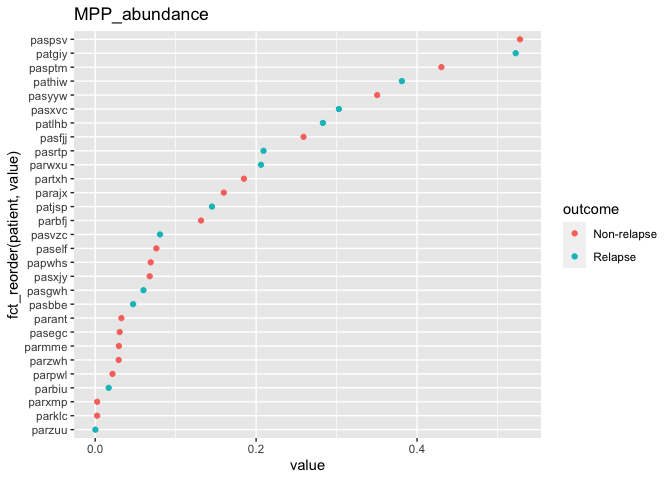 MPP_abundance
fct_reorder(patient, value)
paspsv
patgiy
pasptm
pathiw
pasyyw
pasxvc
patlhb
pasfjj
pasrtp
parwxu
partxh
parajx
patjsp
parbfj
pasvzc
paself
papwhs
pasxjy
pasgwh
pasbbe
parant
pasegc
parmme
parzwh
parpwl
parbiu
parxmp
parklc
parzuu
0.0 0.2 0.4
value
outcome
Non-relapse
Relapse